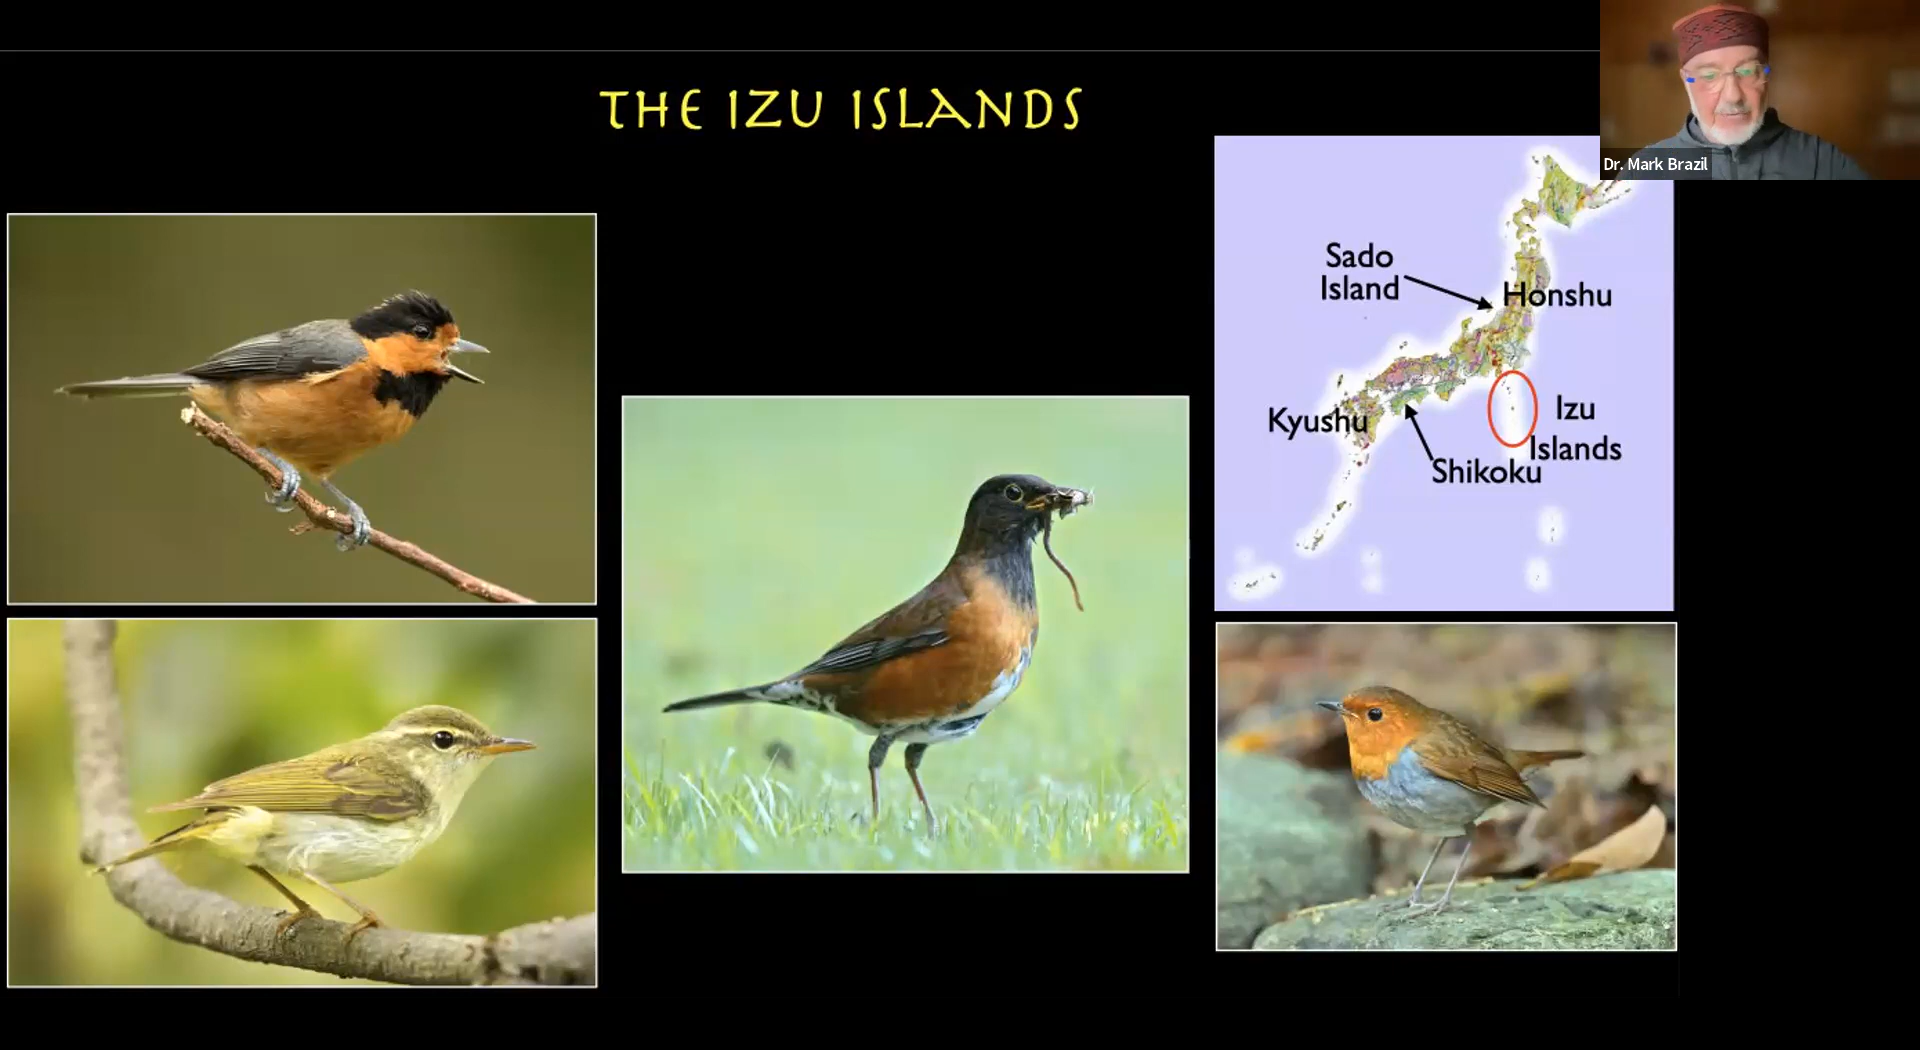 THE IZU ISLANDS
Dr. Mark Brazil
Sado
Island
Honshu
Izu
Islands
Kyushu
Shikoku